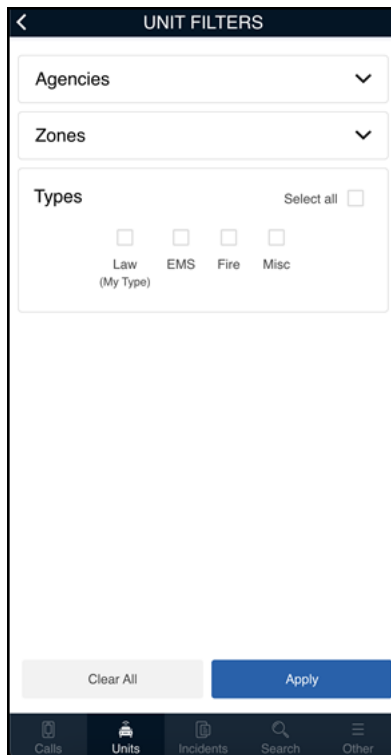 UNIT FILTERS
Agencies
Zones
Types Select all
Law EMS Fire Misc
(My Type)
Clear All Apply
Calls Units Incidents Search Other